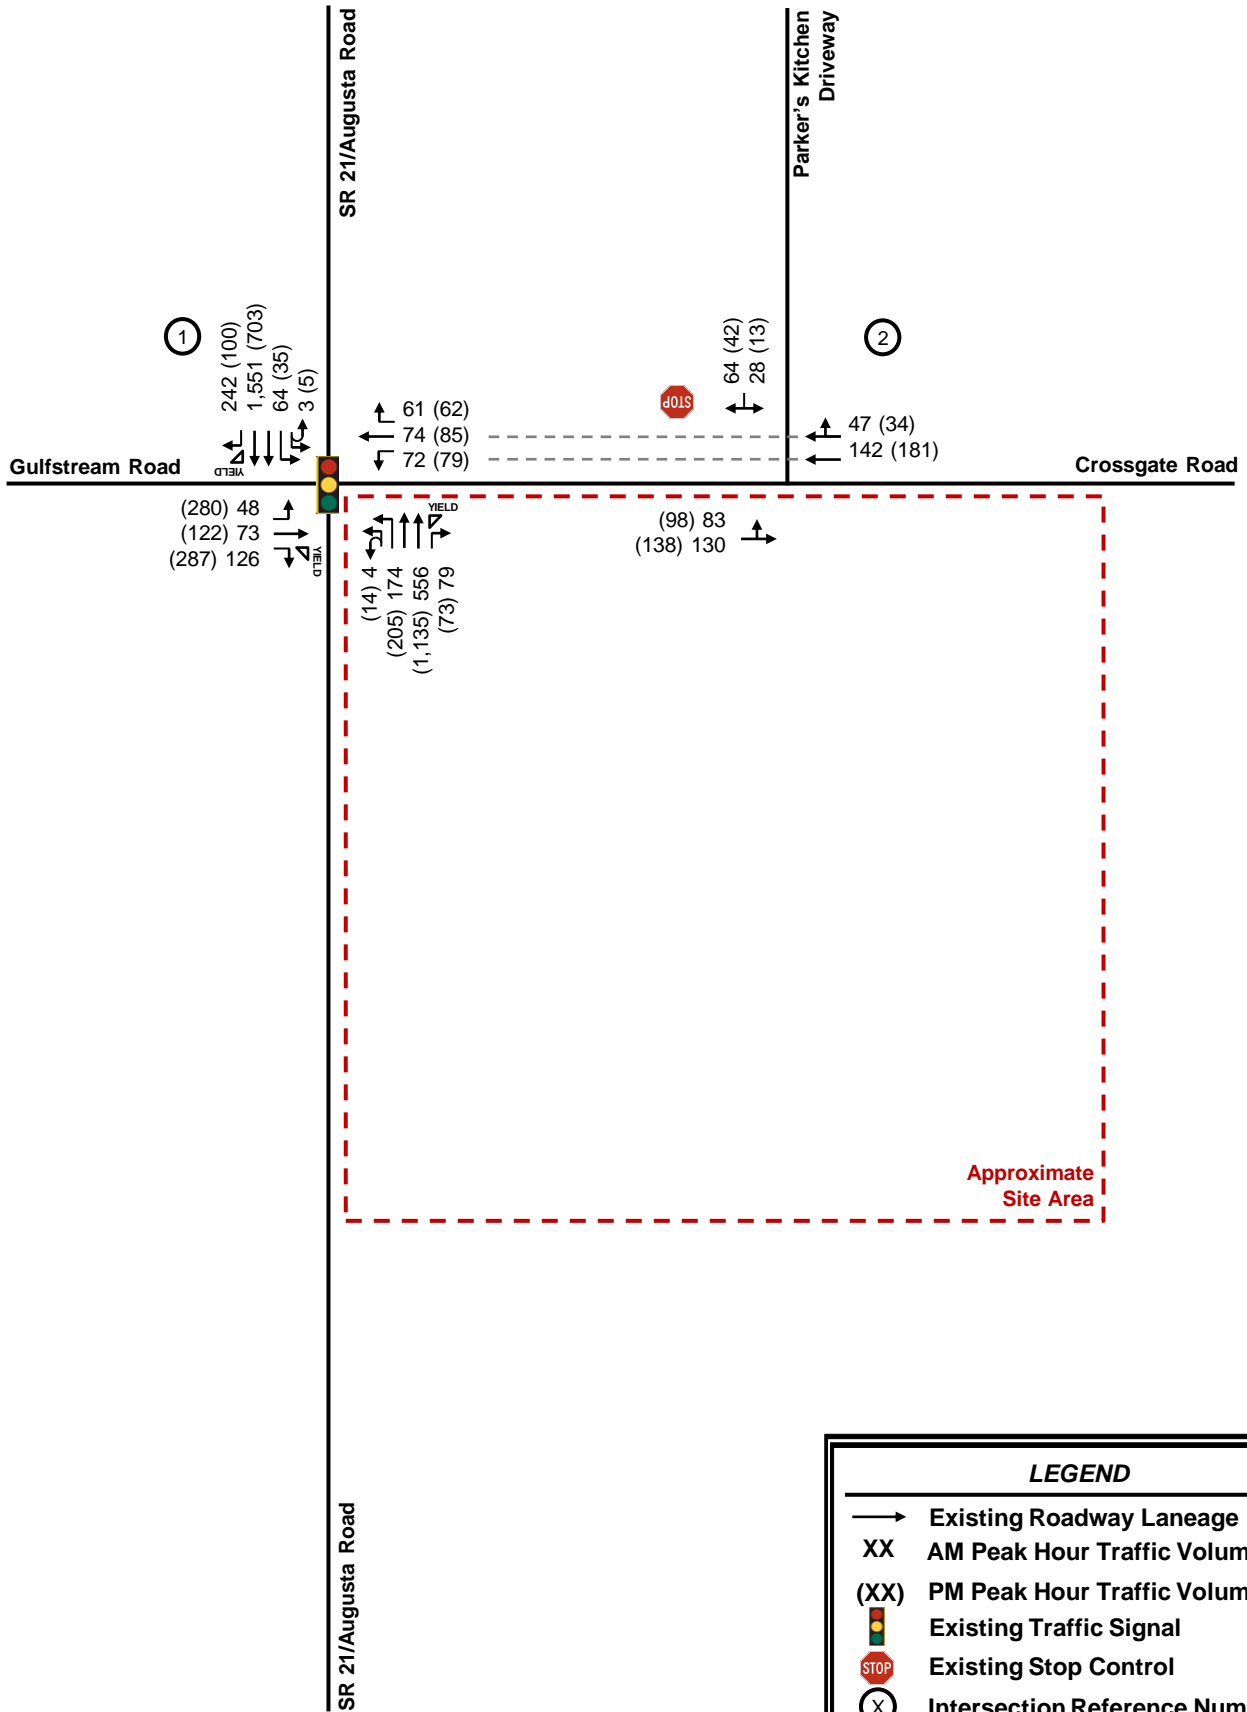 SR 21/Augusta Road
Parker's Kitchen
Driveway
1
242 (100)
1,551 (703)
64 (35)
3 (5)
YIELD
61 (62)
74 (85)
72 (79)
STOP
64 (42)
28 (13)
2
47 (34)
142 (181)
Gulfstream Road
Crossgate Road
(280) 48
(122) 73
(287) 126
YIELD
YIELD
(14) 4
(205) 174
(1,135) 556
(73) 79
(98) 83
(138) 130
Approximate
Site Area
SR 21/Augusta Road
LEGEND
Existing Roadway Laneage
XX AM Peak Hour Traffic Volum
(XX) PM Peak Hour Traffic Volum
Existing Traffic Signal
STOP Existing Stop Control
X Intersection Reference Num